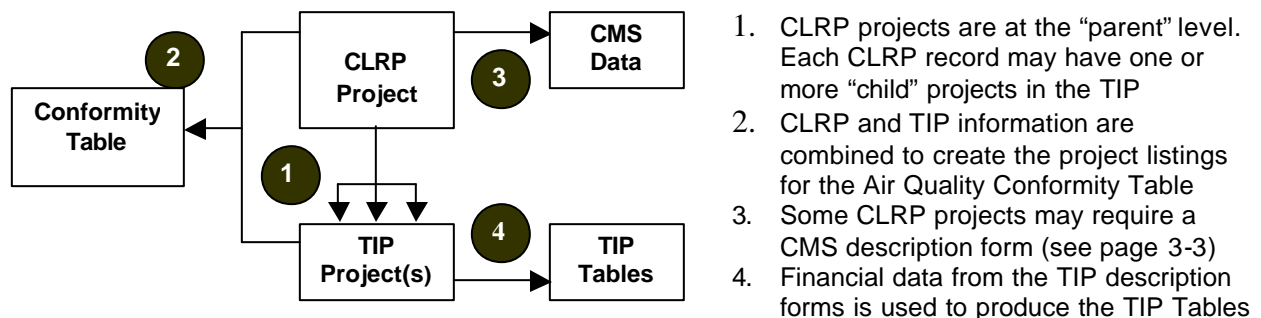 2
Conformity
Table
CLRP
Project
3
CMS
Data
1
TIP
Project(s)
4
TIP
Tables
1. CLRP projects are at the “parent” level.
Each CLRP record may have one or
more “child” projects in the TIP
2. CLRP and TIP information are
combined to create the project listings
for the Air Quality Conformity Table
3. Some CLRP projects may require a
CMS description form (see page 3-3)
4. Financial data from the TIP description
forms is used to produce the TIP Tables